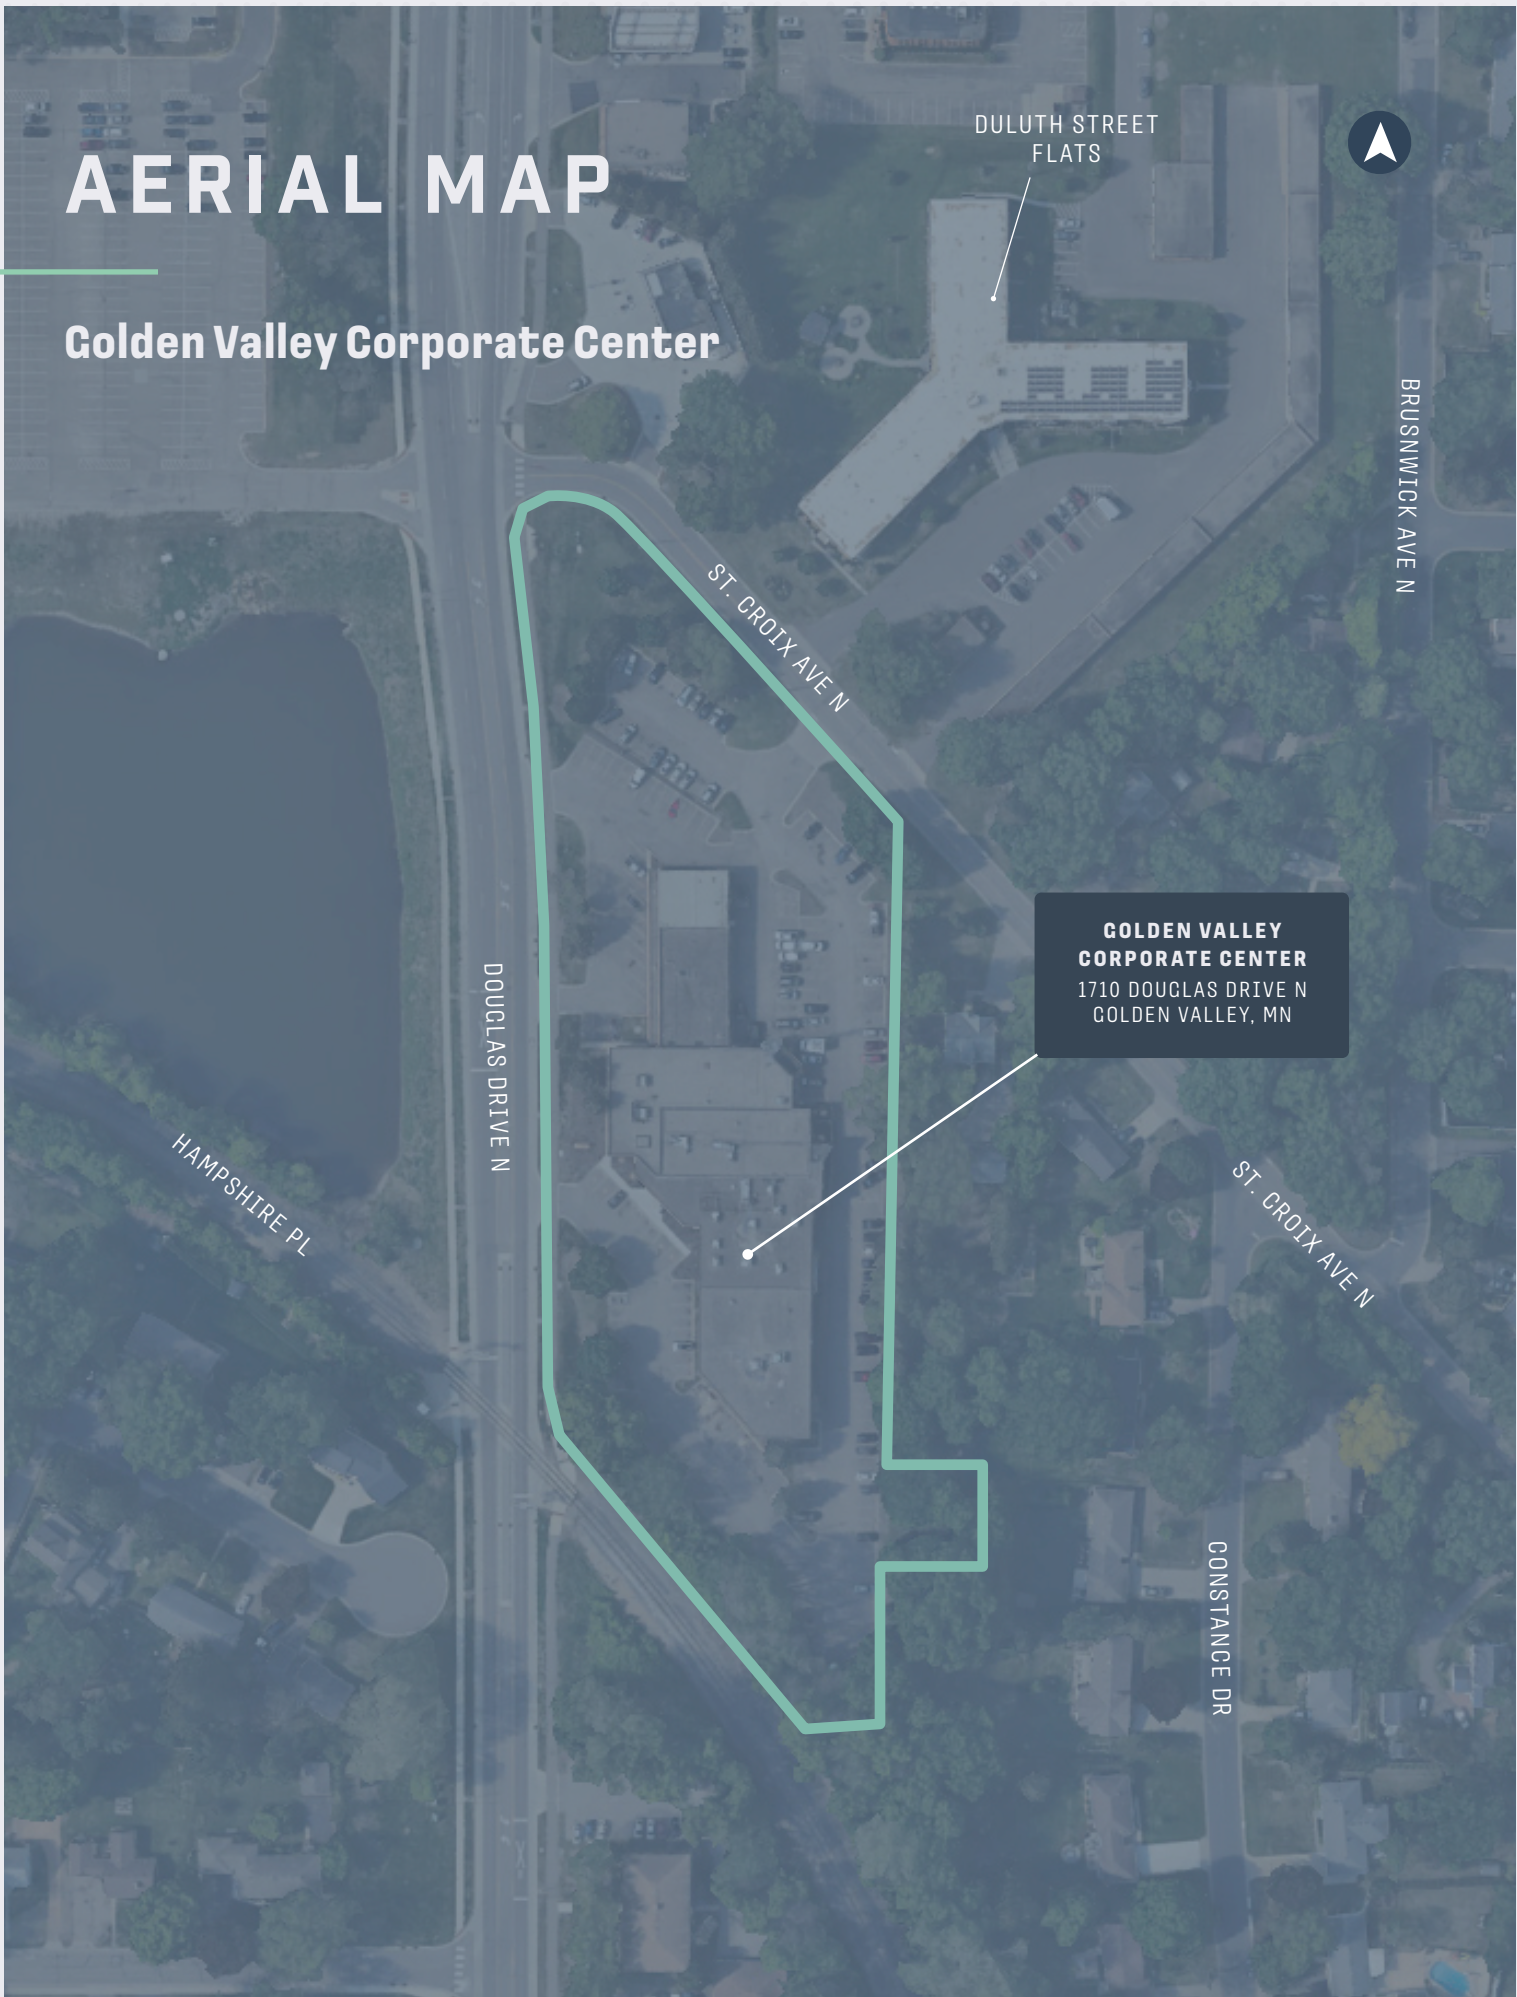 DULUTH STREET
FLATS
AERIAL MAP
Golden Valley Corporate Center
BRUSNWICK AVE N
ST. CROIX AVE N
GOLDEN VALLEY
CORPORATE CENTER
1710 DOUGLAS DRIVE N
GOLDEN VALLEY, MN
DOUGLAS DRIVE N
HAMPSHIRE PL
ST. CROIX AVE N
CONSTANCE DR